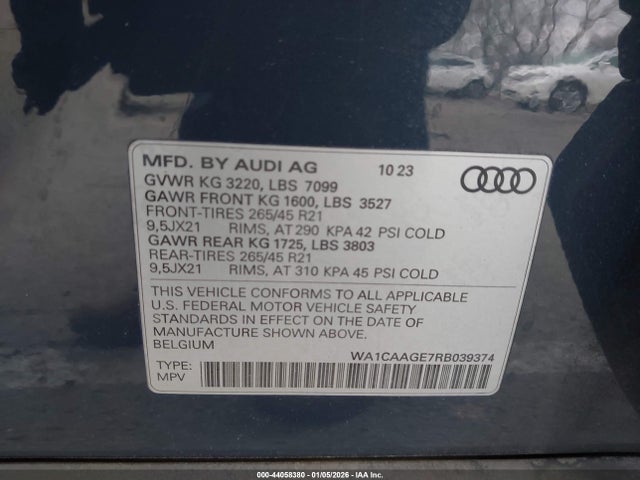 MFD. BY AUDI AG 10 23
GVWR KG 3220, LBS 7099
GAWR FRONT KG 1600, LBS 3527
FRONT-TIRES 265/45 R21
9,5JX21 RIMS, AT 290 KPA 42 PSI COLD
GAWR REAR KG 1725, LBS 3803
REAR-TIRES 265/45 R21
9,5JX21 RIMS, AT 310 KPA 45 PSI COLD
THIS VEHICLE CONFORMS TO ALL APPLICABLE
U.S. FEDERAL MOTOR VEHICLE SAFETY
STANDARDS IN EFFECT ON THE DATE OF
MANUFACTURE SHOWN ABOVE.
BELGIUM WA1CAAGE7RB039374
TYPE:
MPV
000-44058380 - 01/05/2026 - IAAI.CA